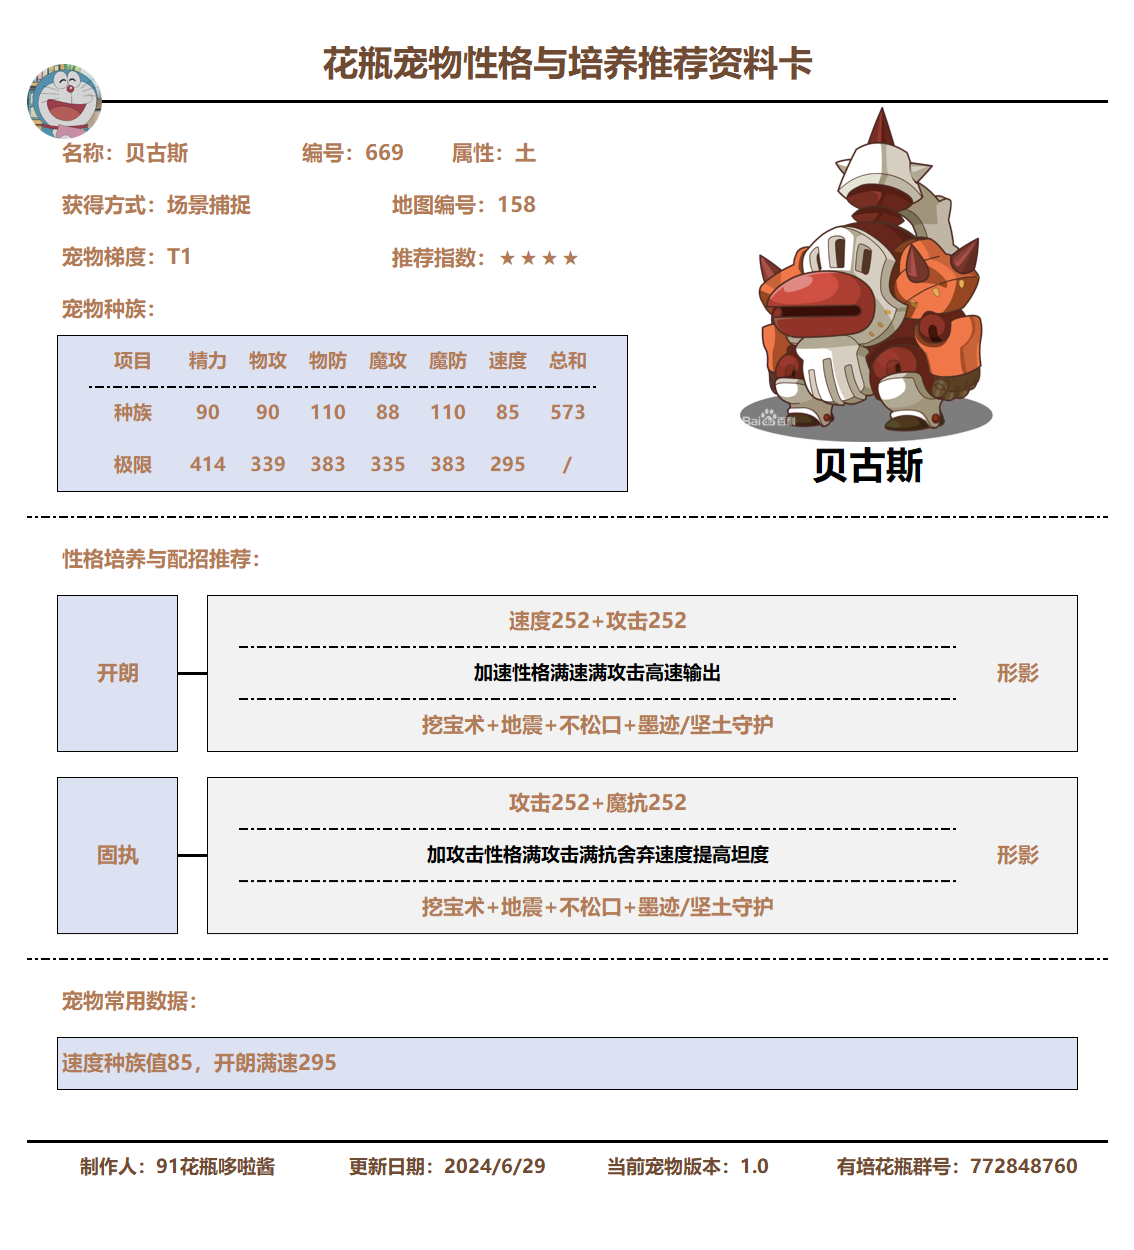 花瓶宠物性格与培养推荐资料卡
名称：贝古斯 编号：669 属性：土
获得方式：场景捕捉 地图编号：158
宠物梯度：T1 推荐指数：★★★★
宠物种族：
项目 精力 物攻 物防 魔攻 魔防 速度 总和
种族 90 90 110 88 110 85 573
极限 414 339 383 335 383 295 /
Bai百科
贝古斯
性格培养与配招推荐：
速度252+攻击252
开朗 加速性格满速满攻击高速输出 形影
挖宝术+地震+不松口+墨迹/坚土守护
攻击252+魔抗252
固执 加攻击性格满攻击满抗舍弃速度提高坦度 形影
挖宝术+地震+不松口+墨迹/坚土守护
宠物常用数据：
速度种族值85，开朗满速295
制作人：91花瓶哆啦酱 更新日期：2024/6/29 当前宠物版本：1.0 有培花瓶群号：772848760